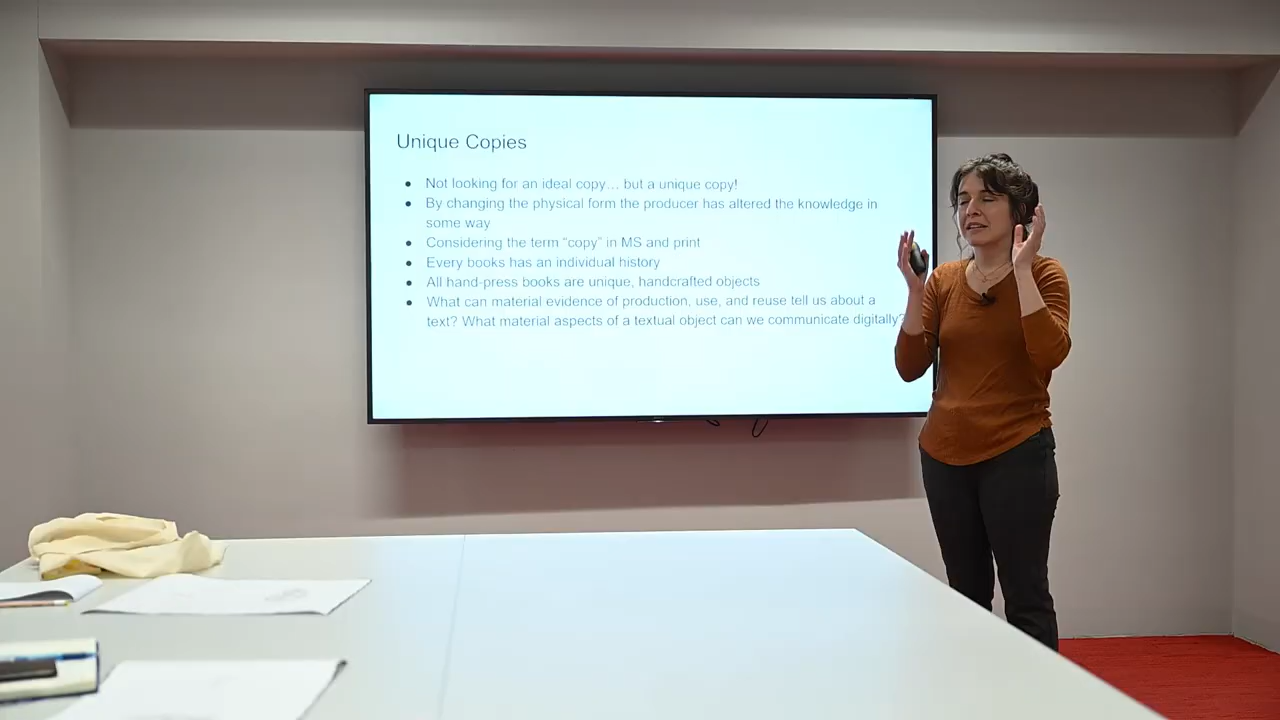 Unique Copies
● Not looking for an ideal copy… but a unique copy!
● By changing the physical form the producer has altered the knowledge in
some way
● Considering the term “copy” in MS and print
● Every books has an individual history
● All hand-press books are unique, handcrafted objects
● What can material evidence of production, use, and reuse tell us about a
text? What material aspects of a textual object can we communicate digitally?